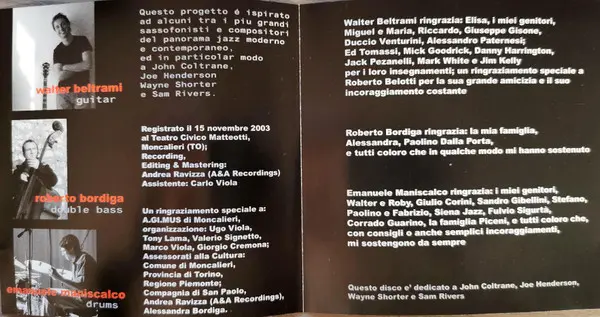 walter beltrami
guitar
roberto bordiga
double bass
emanuele maniscalco
drums
Questo progetto é ispirato
ad alcuni tra i piu grandi
sassofonisti e compositori
del panorama jazz moderno
e contemporaneo,
ed in particolar modo
a John Coltrane,
Joe Henderson
Wayne Shorter
e Sam Rivers.
Registrato il 15 novembre 2003
al Teatro Civico Matteotti,
Moncalieri (TO);
Recording,
Editing & Mastering:
Andrea Ravizza (A&A Recordings)
Assistente: Carlo Viola
Un ringraziamento speciale a:
A.GI.MUS di Moncalieri,
organizzazione: Ugo Viola,
Tony Lama, Valerio Signetto,
Marco Viola, Giorgio Cremona;
Assessorati alla Cultura:
Comune di Moncalieri,
Provincia di Torino,
Regione Piemonte;
Compagnia di San Paolo,
Andrea Ravizza (A&A Recordings),
Alessandra Bordiga.
Walter Beltrami ringrazia: Elisa, i miei genitori,
Miguel e Maria, Riccardo, Giuseppe Gisone,
Duccio Venturini, Alessandro Paternesi;
Ed Tomassi, Mick Goodrick, Danny Harrington,
Jack Pezanelli, Mark White e Jim Kelly
per i loro insegnamenti; un ringraziamento speciale a
Roberto Belotti per la sua grande amicizia e il suo
incoraggiamento costante
Roberto Bordiga ringrazia: la mia famiglia,
Alessandra, Paolino Dalla Porta,
e tutti coloro che in qualche modo mi hanno sostenuto
Emanuele Maniscalco ringrazia: i miei genitori,
Walter e Roby, Giulio Corini, Sandro Gibellini, Stefano,
Paolino e Fabrizio, Siena Jazz, Fulvio Sigurtà,
Corrado Guarino, la famiglia Piceni, e tutti coloro che,
con consigli o anche semplici incoraggiamenti,
mi sostengono da sempre
Questo disco e' dedicato a John Coltrane, Joe Henderson,
Wayne Shorter e Sam Rivers